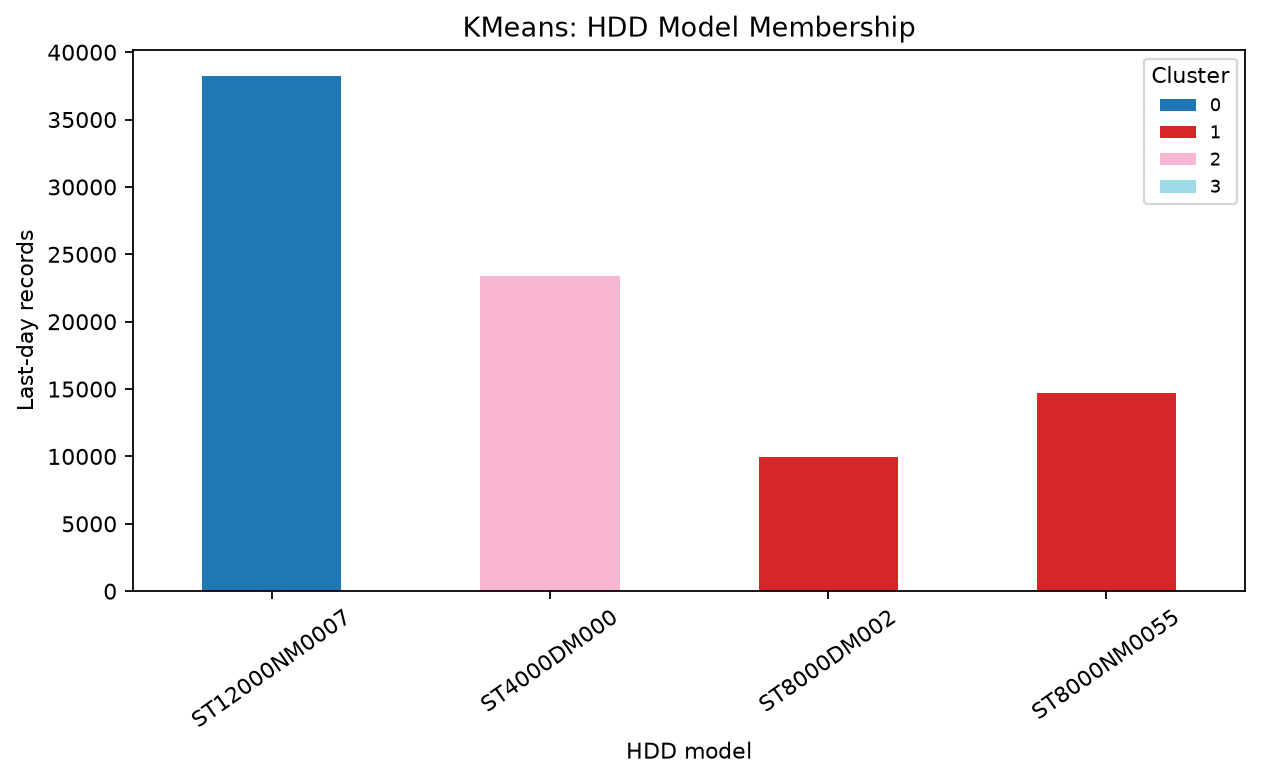 KMeans: HDD Model Membership
Last-day records
40000
35000
30000
25000
20000
15000
10000
5000
0
Cluster
0
1
2
3
ST12000NM0007
ST4000DM000
ST8000DM002
ST8000NM0055
HDD model